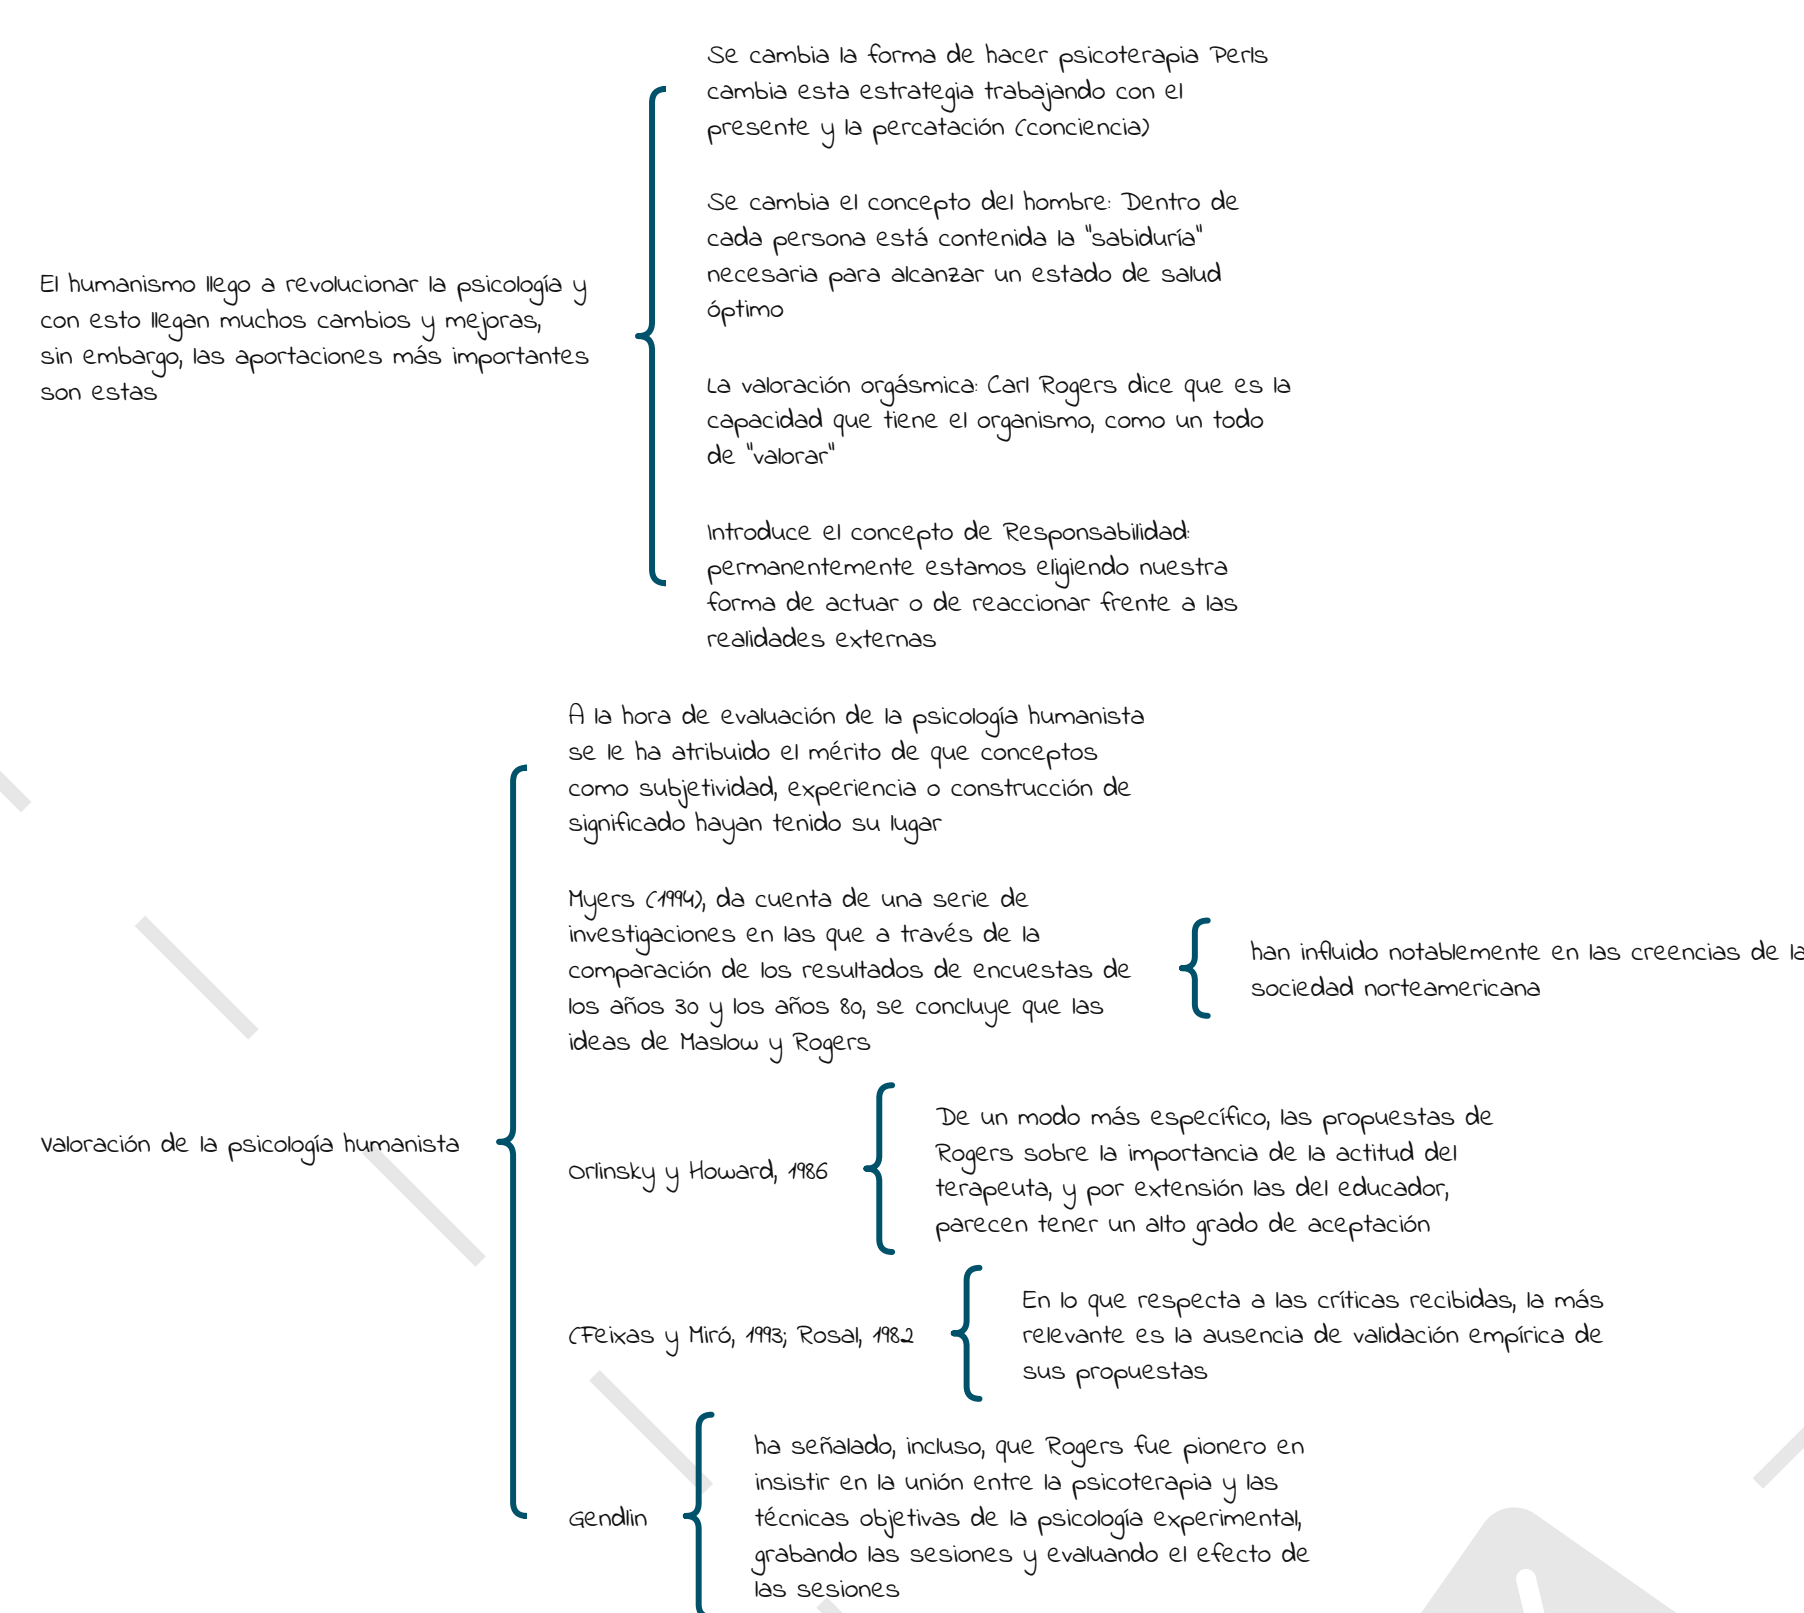 Se cambia la forma de hacer psicoterapia Perls
cambia esta estrategia trabajando con el
presente y la percatación (conciencia)
Se cambia el concepto del hombre: Dentro de
cada persona está contenida la "sabiduría"
necesaria para alcanzar un estado de salud
óptimo
El humanismo llego a revolucionar la psicología y
con esto llegan muchos cambios y mejoras,
sin embargo, las aportaciones más importantes
son estas
La valoración orgásmica: Carl Rogers dice que es la
capacidad que tiene el organismo, como un todo
de "valorar"
Introduce el concepto de Responsabilidad:
permanentemente estamos eligiendo nuestra
forma de actuar o de reaccionar frente a las
realidades externas
A la hora de evaluación de la psicología humanista
se le ha atribuido el mérito de que conceptos
como subjetividad, experiencia o construcción de
significado hayan tenido su lugar
Myers (1994), da cuenta de una serie de
investigaciones en las que a través de la
comparación de los resultados de encuestas de
los años 30 y los años 80, se concluye que las
ideas de Maslow y Rogers
han influido notablemente en las creencias de la
sociedad norteamericana
Valoración de la psicología humanista
Orlinsky y Howard, 1986
De un modo más específico, las propuestas de
Rogers sobre la importancia de la actitud del
terapeuta, y por extensión las del educador,
parecen tener un alto grado de aceptación
(Feixas y Miró, 1993; Rosal, 1982
En lo que respecta a las críticas recibidas, la más
relevante es la ausencia de validación empírica de
sus propuestas
Gendlin
ha señalado, incluso, que Rogers fue pionero en
insistir en la unión entre la psicoterapia y las
técnicas objetivas de la psicología experimental,
grabando las sesiones y evaluando el efecto de
las sesiones